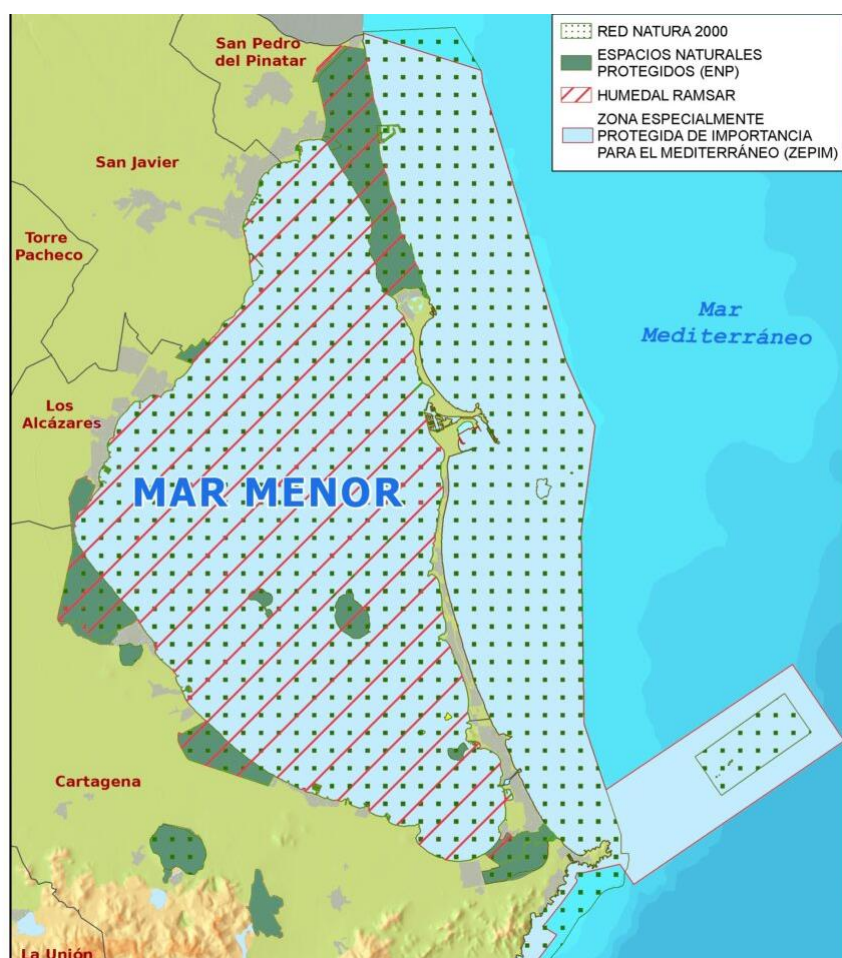 San Pedro
del Pinatar
San Javier
Torre
Pacheco
Los
Alcázares
MAR MENOR
Mar
Mediterráneo
Cartagena
La Unión
RED NATURA 2000
ESPACIOS NATURALES
PROTEGIDOS (ENP)
HUMEDAL RAMSAR
ZONA ESPECIALMENTE
PROTEGIDA DE IMPORTANCIA
PARA EL MEDITERRÁNEO (ZEPIM)